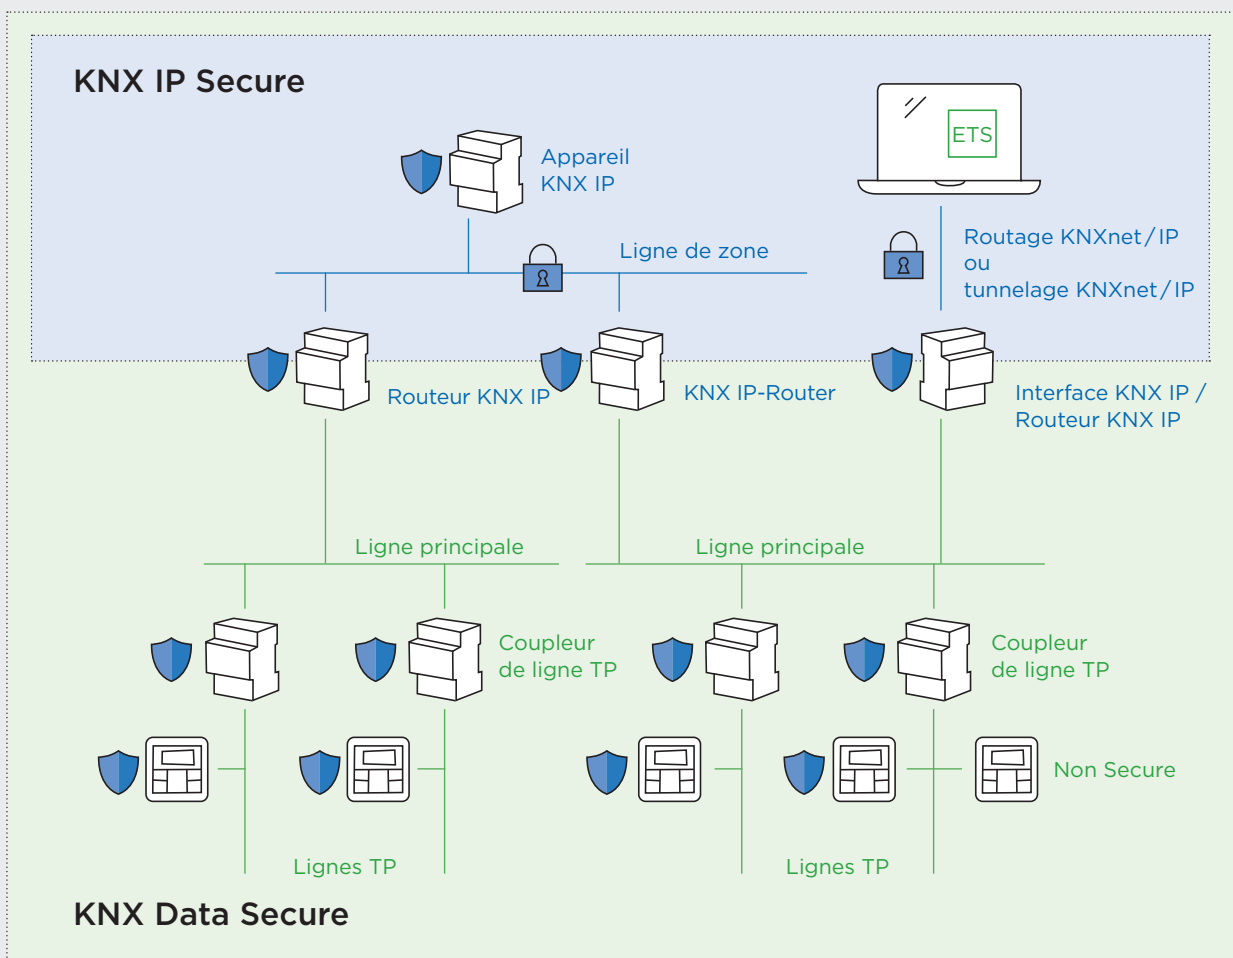 KNX IP Secure
ETS
Appareil
KNX IP
Ligne de zone
Routage KNXnet/IP
ou
tunnelage KNXnet/IP
Routeur KNX IP
KNX IP-Router
Interface KNX IP /
Routeur KNX IP
Ligne principale
Ligne principale
Coupleur
de ligne TP
Coupleur
de ligne TP
Non Secure
Lignes TP
Lignes TP
KNX Data Secure